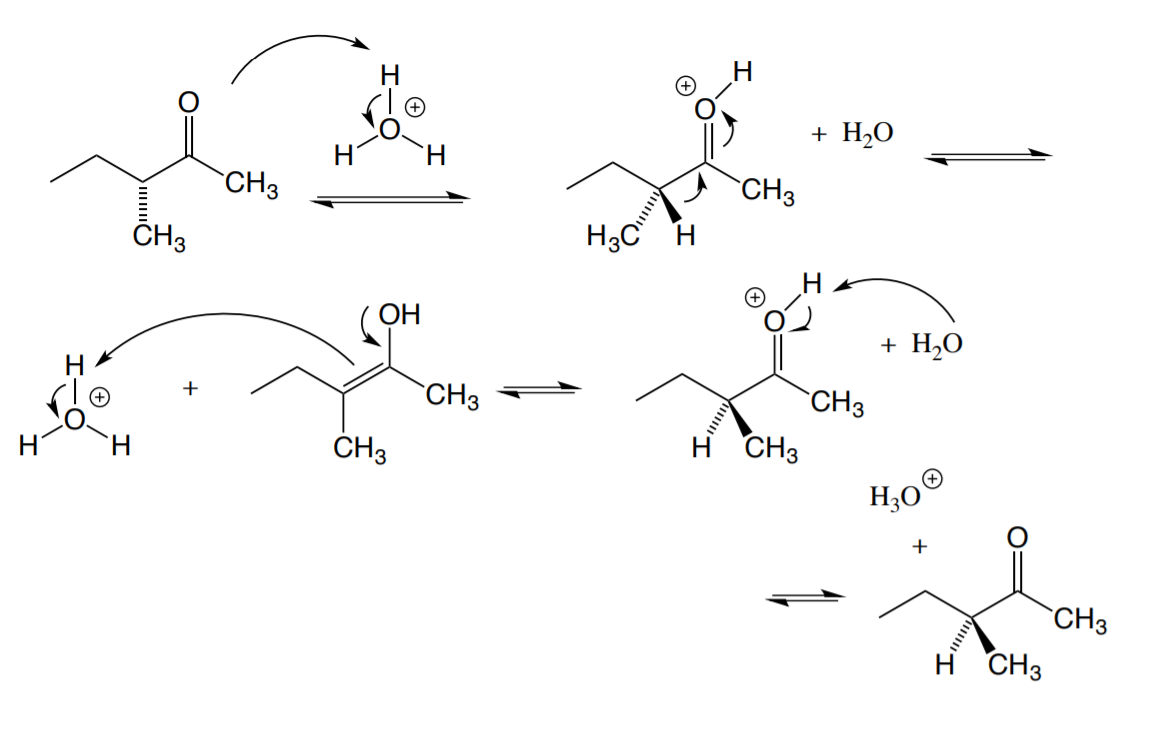 O
CH3
CH3
H
⊕
O
H H
⊕ H
O
CH3
H3C H
+ H2O
H
⊕
O
H H
+
OH
CH3
CH3
⊕ H
O
CH3
H CH3
+ H2O
H3O⊕
+
O
CH3
H CH3